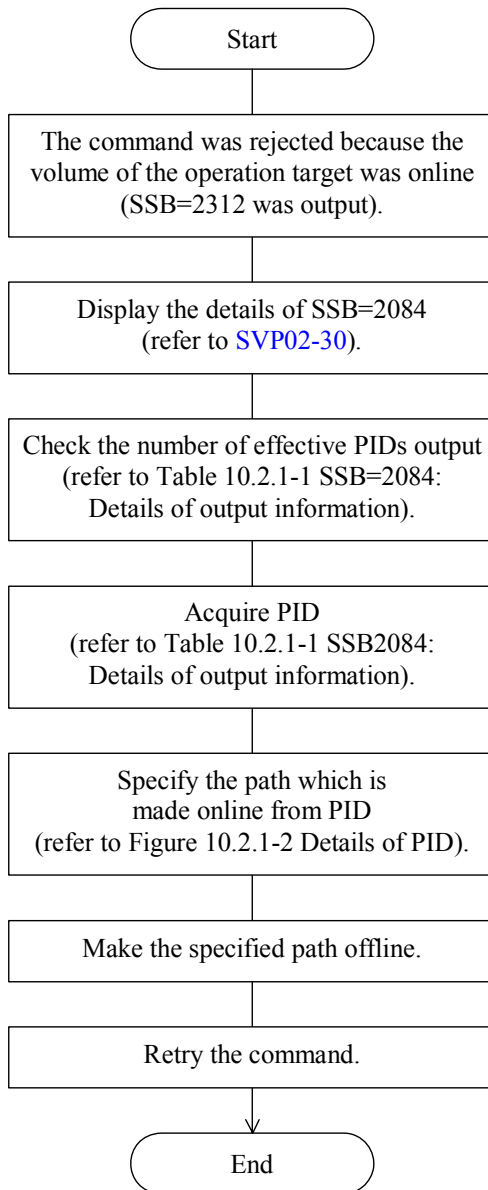 Start
The command was rejected because the
volume of the operation target was online
(SSB=2312 was output).
Display the details of SSB=2084
(refer to SVP02-30).
Check the number of effective PIDs output
(refer to Table 10.2.1-1 SSB=2084:
Details of output information).
Acquire PID
(refer to Table 10.2.1-1 SSB2084:
Details of output information).
Specify the path which is
made online from PID
(refer to Figure 10.2.1-2 Details of PID).
Make the specified path offline.
Retry the command.
End